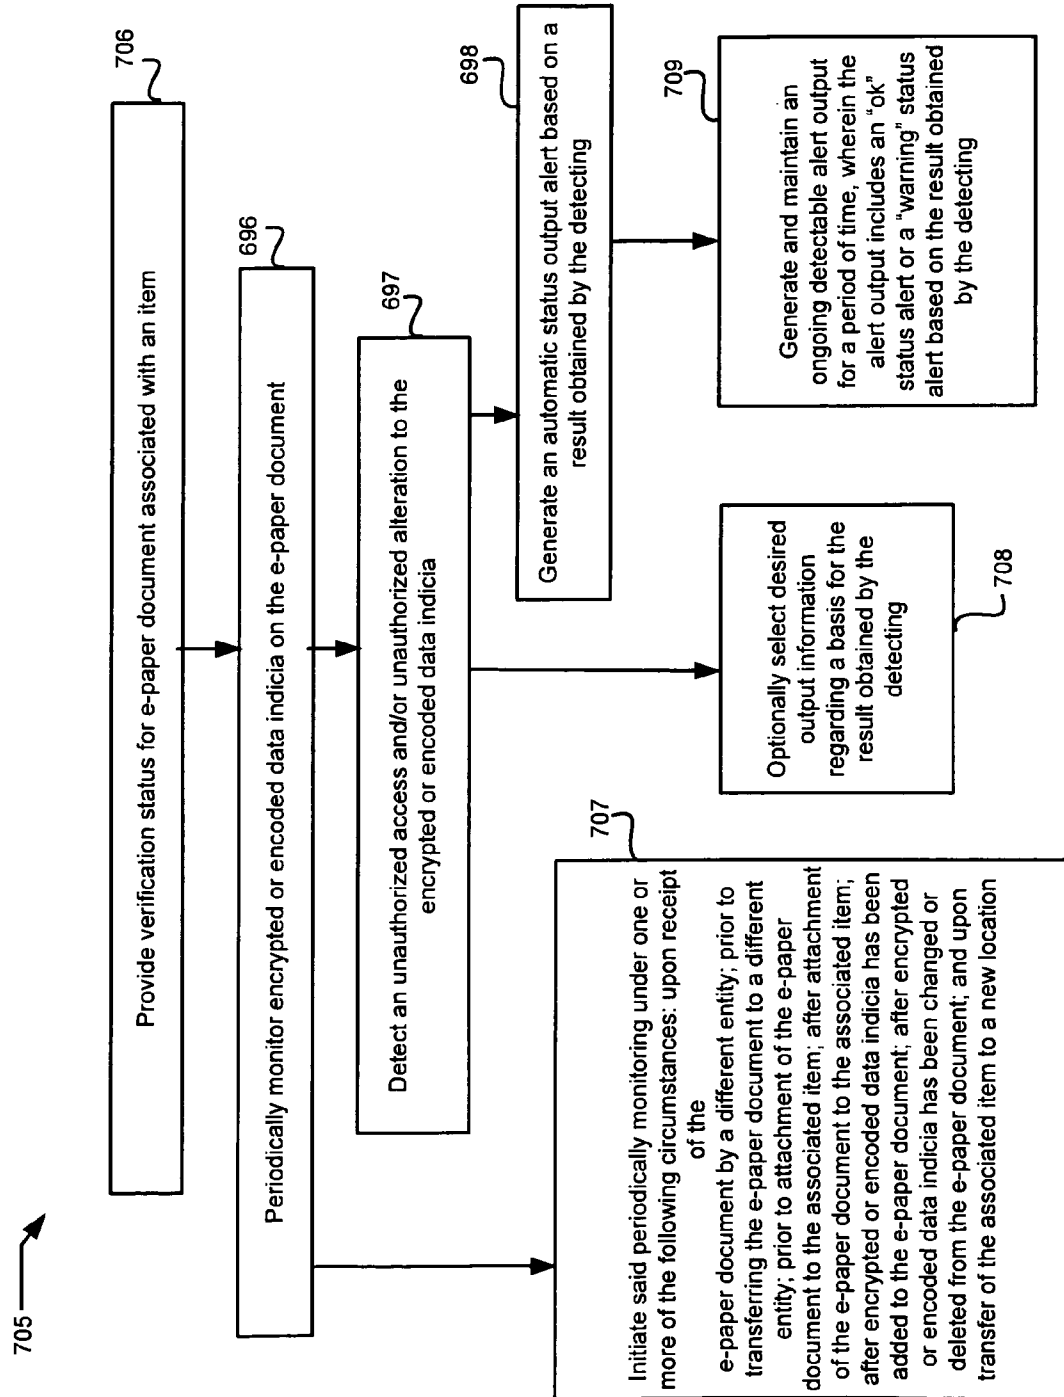 705
706
Provide verification status for e-paper document associated with an item
696
Periodically monitor encrypted or encoded data indicia on the e-paper document
697
Detect an unauthorized access and/or unauthorized alteration to the
encrypted or encoded data indicia
698
Generate an automatic status output alert based on a
result obtained by the detecting
707
Initiate said periodically monitoring under one or
more of the following circumstances: upon receipt
of the
e-paper document by a different entity; prior to
transferring the e-paper document to a different
entity; prior to attachment of the e-paper
document to the associated item; after attachment
of the e-paper document to the associated item;
after encrypted or encoded data indicia has been
added to the e-paper document; after encrypted
or encoded data indicia has been changed or
deleted from the e-paper document; and upon
transfer of the associated item to a new location
Optionally select desired
output information
regarding a basis for the
result obtained by the
detecting
708
709
Generate and maintain an
ongoing detectable alert output
for a period of time, wherein the
alert output includes an “ok”
status alert or a “warning” status
alert based on the result obtained
by the detecting